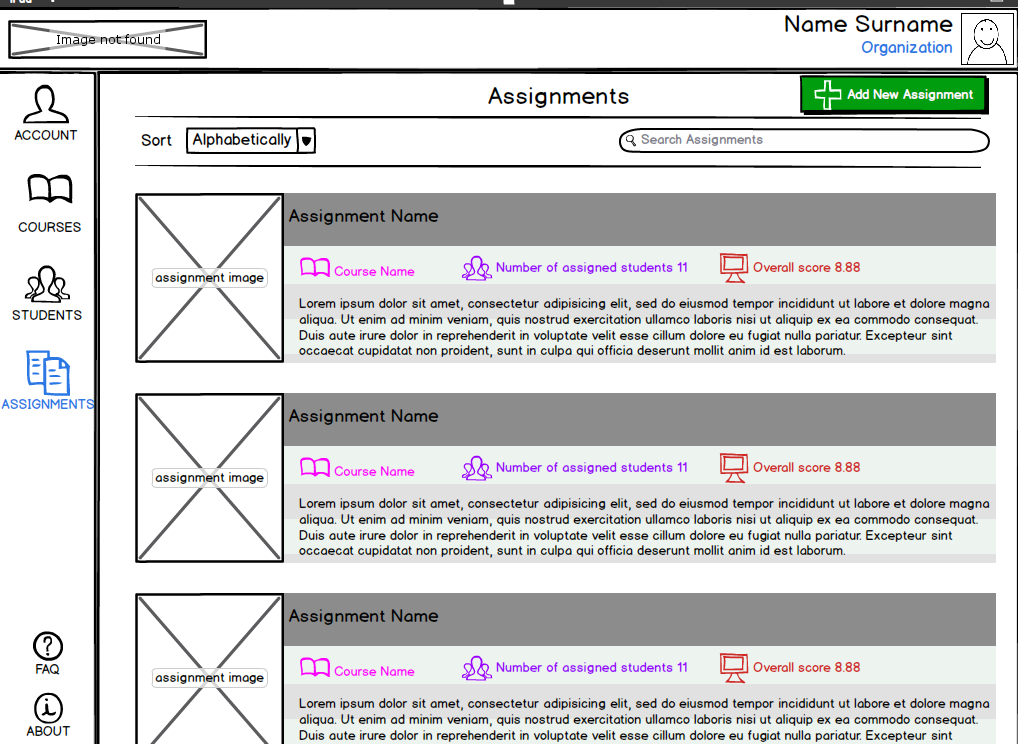 Image not found
Name Surname
Organization
ACCOUNT
COURSES
STUDENTS
ASSIGNMENTS
FAQ
ABOUT
Assignments
Add New Assignment
Sort
Alphabetically
Search Assignments
assignment image
Assignment Name
Course Name
Number of assigned students 11
Overall score 8.88
Lorem ipsum dolor sit amet, consectetur adipisicing elit, sed do eiusmod tempor incididunt ut labore et dolore magna
aliqua. Ut enim ad minim veniam, quis nostrud exercitation ullamco laboris nisi ut aliquip ex ea commodo consequat.
Duis aute irure dolor in reprehenderit in voluptate velit esse cillum dolore eu fugiat nulla pariatur. Excepteur sint
occaecat cupidatat non proident, sunt in culpa qui officia deserunt mollit anim id est laborum.
assignment image
Assignment Name
Course Name
Number of assigned students 11
Overall score 8.88
Lorem ipsum dolor sit amet, consectetur adipisicing elit, sed do eiusmod tempor incididunt ut labore et dolore magna
aliqua. Ut enim ad minim veniam, quis nostrud exercitation ullamco laboris nisi ut aliquip ex ea commodo consequat.
Duis aute irure dolor in reprehenderit in voluptate velit esse cillum dolore eu fugiat nulla pariatur. Excepteur sint
occaecat cupidatat non proident, sunt in culpa qui officia deserunt mollit anim id est laborum.
assignment image
Assignment Name
Course Name
Number of assigned students 11
Overall score 8.88
Lorem ipsum dolor sit amet, consectetur adipisicing elit, sed do eiusmod tempor incididunt ut labore et dolore magna
aliqua. Ut enim ad minim veniam, quis nostrud exercitation ullamco laboris nisi ut aliquip ex ea commodo consequat.
Duis aute irure dolor in reprehenderit in voluptate velit esse cillum dolore eu fugiat nulla pariatur. Excepteur sint